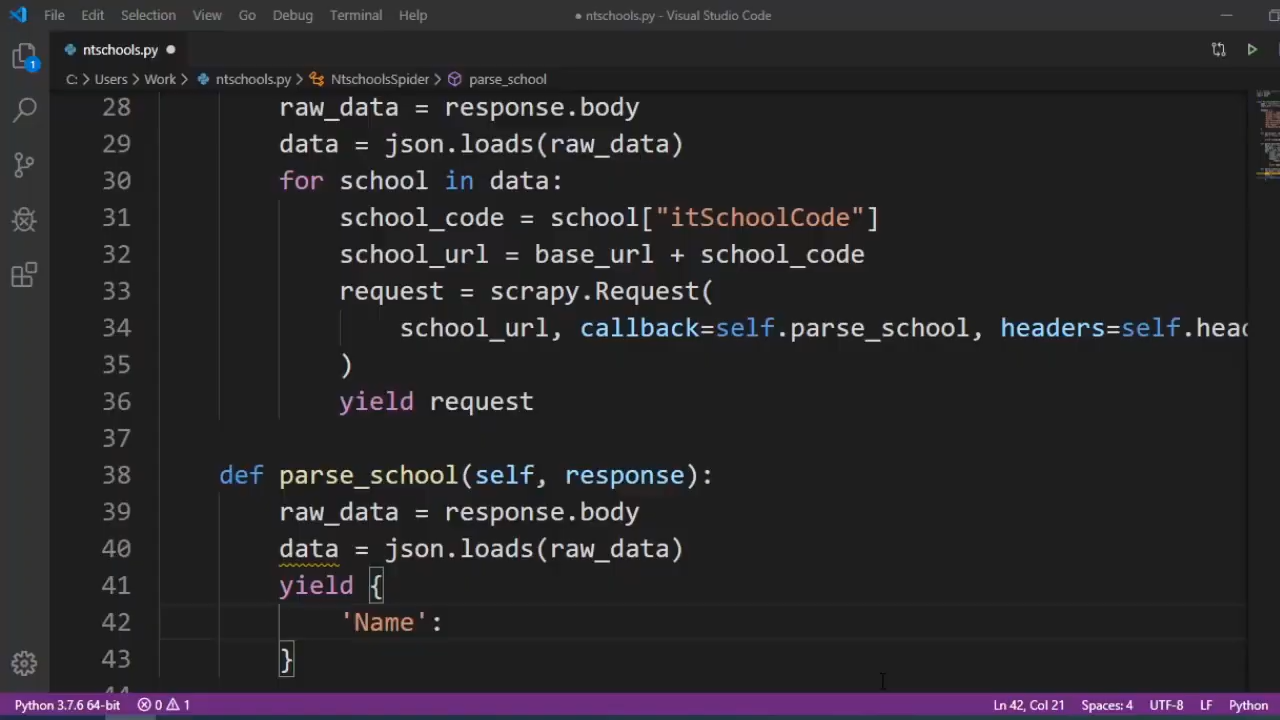 File Edit Selection View Go Debug Terminal Help ● ntschools.py - Visual Studio Code
ntschools.py ●
1
C: > Users > Work > ntschools.py > NtschoolsSpider > parse_school
28 raw_data = response.body
29 data = json.loads(raw_data)
30 for school in data:
31 school_code = school["itSchoolCode"]
32 school_url = base_url + school_code
33 request = scrapy.Request(
34 school_url, callback=self.parse_school, headers=self.head
35 )
36 yield request
37
38 def parse_school(self, response):
39 raw_data = response.body
40 data = json.loads(raw_data)
41 yield {
42 'Name':
43 }
Python 3.7.6 64-bit 0 1 Ln 42, Col 21 Spaces: 4 UTF-8 LF Python